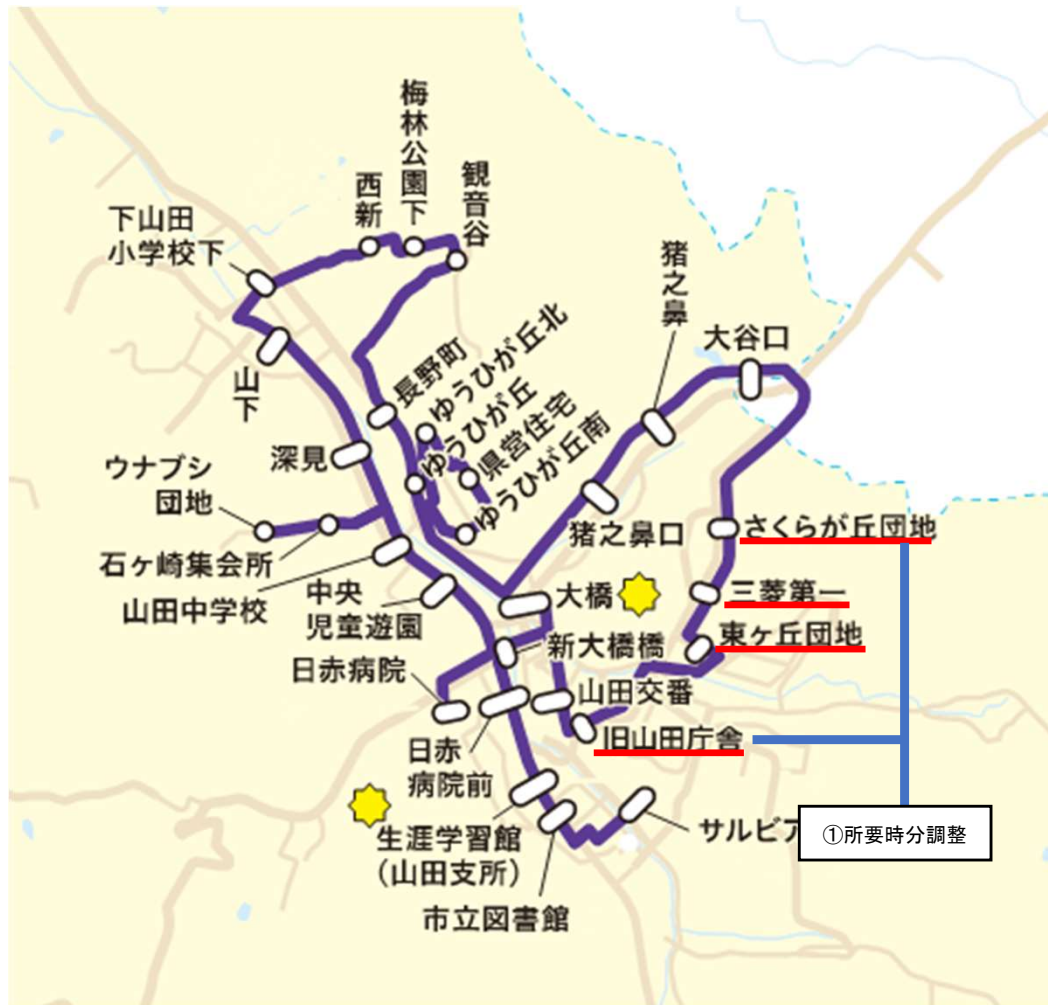 梅林公園下
西新
観音谷
下山田
小学校下
猪之鼻
大谷口
山下
長野町
ゆうひが丘北
ゆうひが丘
県営住宅
ゆうひが丘南
深見
ウナブシ
団地
石ヶ崎集会所
山田中学校
猪之鼻口
さくらが丘団地
三菱第一
東ヶ丘団地
中央
児童遊園
大橋
新大橋橋
日赤病院
山田交番
旧山田庁舎
日赤
病院前
生涯学習館
(山田支所)
市立図書館
サルビア
①所要時分調整